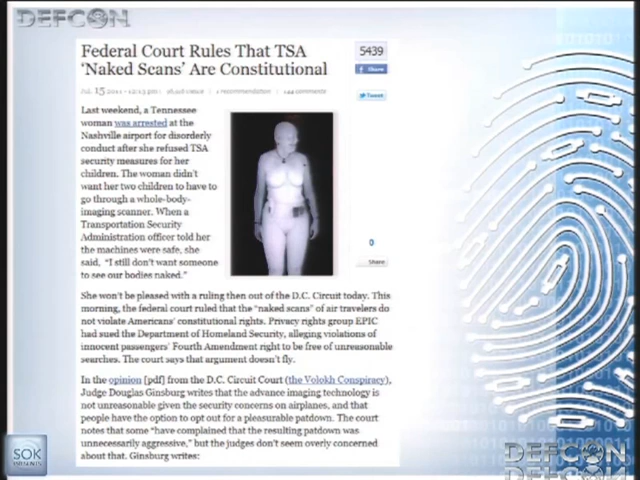 DEFCON
Federal Court Rules That TSA
'Naked Scans' Are Constitutional
5439
Share
Jul. 15 2011 - 1 recommendation
Tweet
Last weekend, a Tennessee
woman was arrested at the
Nashville airport for disorderly
conduct after she refused TSA
security measures for her
children. The woman didn't
want her two children to have to
go through a whole-body-
imaging scanner. When a
Transportation Security
Administration officer told her
the machines were safe, she
said, "I still don't want someone
to see our bodies naked."
0
Share
She won't be pleased with a ruling then out of the D.C. Circuit today. This
morning, the federal court ruled that the "naked scans" of air travelers do
not violate Americans' constitutional rights. Privacy rights group EPIC
had sued the Department of Homeland Security, alleging violations of
innocent passengers' Fourth Amendment right to be free of unreasonable
searches. The court says that argument doesn't fly.
In the opinion [pdf] from the D.C. Circuit Court (the Volokh Conspiracy),
Judge Douglas Ginsburg writes that the advance imaging technology is
not unreasonable given the security concerns on airplanes, and that
people have the option to opt out for a pleasurable patdown. The court
notes that some "have complained that the resulting patdown was
unnecessarily aggressive," but the judges don't seem overly concerned
about that. Ginsburg writes:
SOK
DEFCON